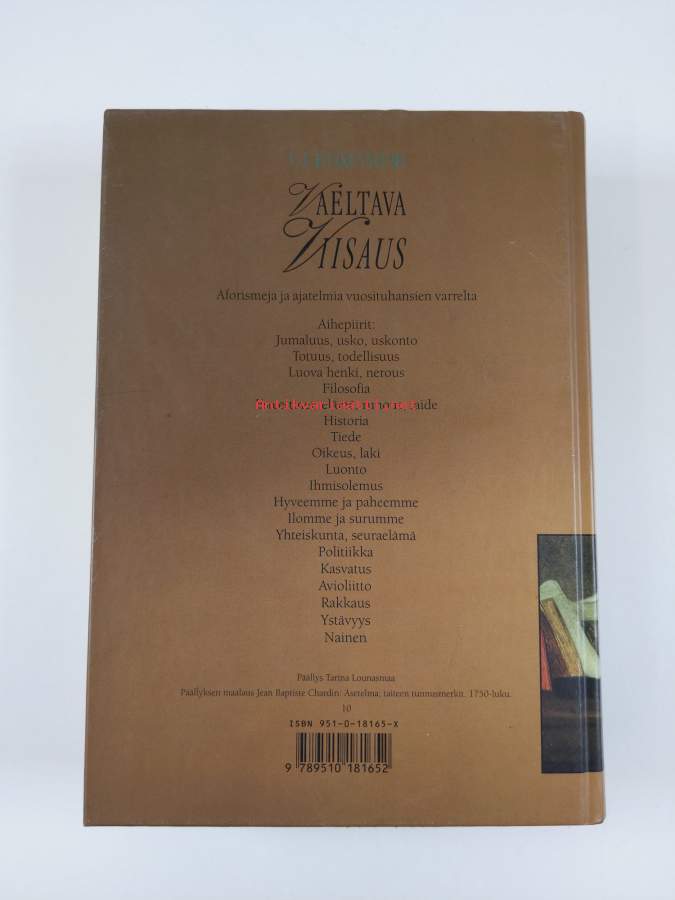 VAELTAVA
VIISAUS
Aforismeja ja ajatelmia vuosituhansien varrelta
Aihepiirit:
Jumaluus, usko, uskonto
Totuus, todellisuus
Luova henki, nerous
Filosofia
Antikvariaatti.net
Historia
Tiede
Oikeus, laki
Luonto
Ihmisolemus
Hyveemme ja paheemme
Ilomme ja surumme
Yhteiskunta, seuraelämä
Politiikka
Kasvatus
Avioliitto
Rakkaus
Ystävyys
Nainen
Päällys Tarina Lounasmaa
Päällyksen maalaus Jean Baptiste Chardin: Asetelma: taiteen tunnusmerkit, 1750-luku.
10
ISBN 951-0-18165-X
9 789510 181652